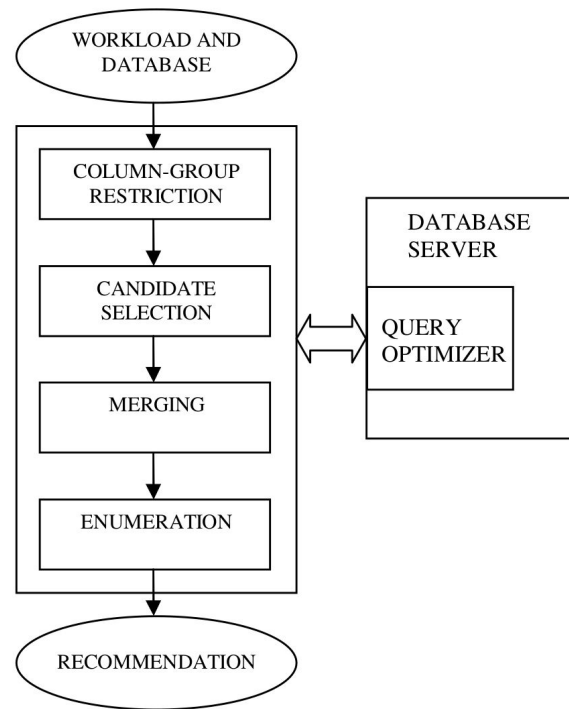 WORKLOAD AND
DATABASE
COLUMN-GROUP
RESTRICTION
CANDIDATE
SELECTION
MERGING
ENUMERATION
RECOMMENDATION
DATABASE
SERVER
QUERY
OPTIMIZER